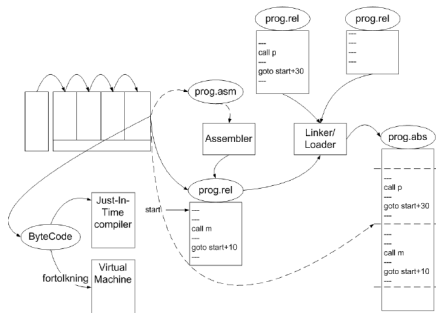 prog.rel
----
call p
----
goto start+30
----
prog.rel
----
----
----
----
prog.asm
Assembler
Linker/
Loader
prog.abs
----
call p
----
goto start+30
----
----
----
call m
----
goto start+10
----
prog.rel
start
----
----
call m
----
goto start+10
----
ByteCode
Just-In-
Time
compiler
fortolkning
Virtual
Machine